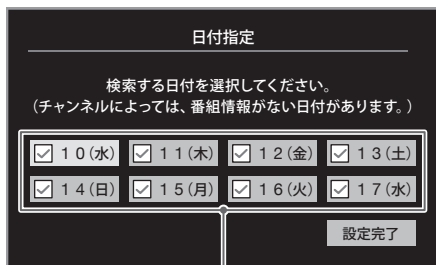 日付指定
検索する日付を選択してください。
(チャンネルによっては、番組情報がない日付があります。)
10(水) 11(木) 12(金) 13(土)
14(日) 15(月) 16(火) 17(水)
設定完了